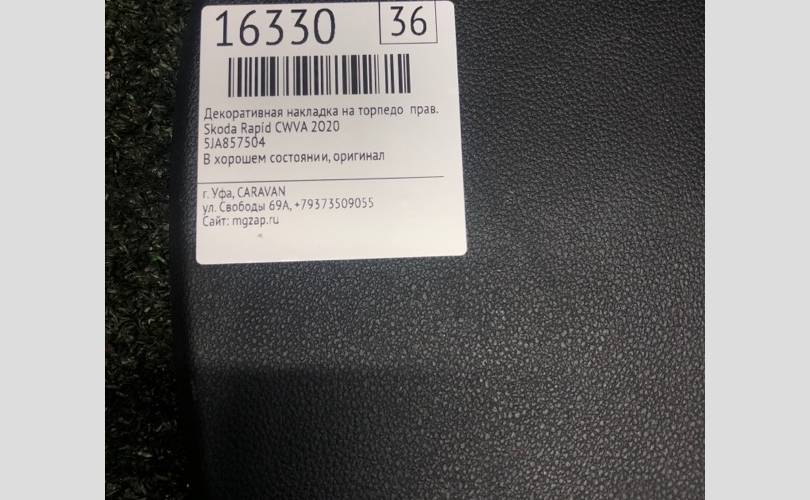 16330
36
Декоративная накладка на торпедо прав.
Skoda Rapid CWVA 2020
5JA857504
В хорошем состоянии, оригинал
г. Уфа, CARAVAN
ул. Свободы 69А, +79373509055
Сайт: mgzap.ru